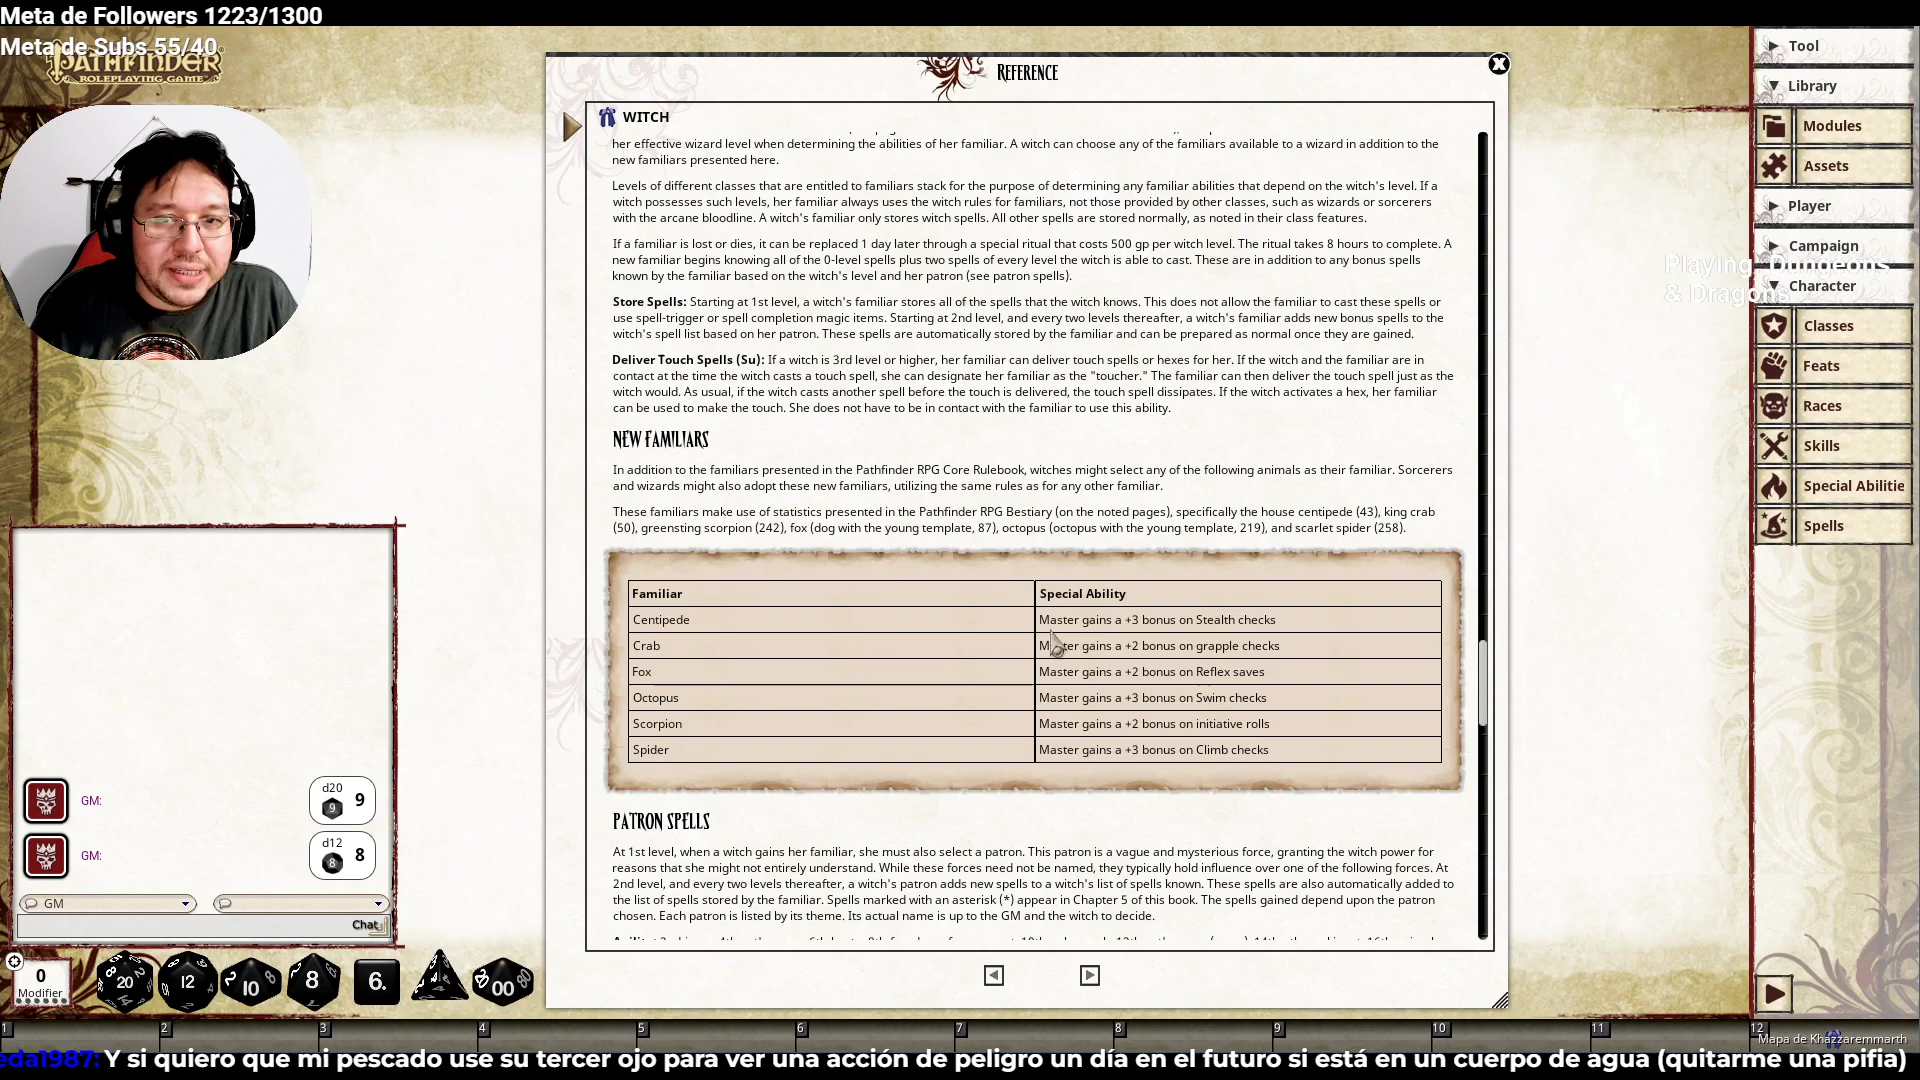 Meta de Followers 1223/1300
Meta de Subs 55/40
PATHFINDER
ROLEPLAYING GAME
REFERENCE
WITCH
her effective wizard level when determining the abilities of her familiar. A witch can choose any of the familiars available to a wizard in addition to the
new familiars presented here.
Levels of different classes that are entitled to familiars stack for the purpose of determining any familiar abilities that depend on the witch's level. If a
witch possesses such levels, her familiar always uses the witch rules for familiars, not those provided by other classes, such as wizards or sorcerers
with the arcane bloodline. A witch's familiar only stores witch spells. All other spells are stored normally, as noted in their class features.
If a familiar is lost or dies, it can be replaced 1 day later through a special ritual that costs 500 gp per witch level. The ritual takes 8 hours to complete. A
new familiar begins knowing all of the 0-level spells plus two spells of every level the witch is able to cast. These are in addition to any bonus spells
known by the familiar based on the witch's level and her patron (see patron spells).
Store Spells: Starting at 1st level, a witch's familiar stores all of the spells that the witch knows. This does not allow the familiar to cast these spells or
use spell-trigger or spell completion magic items. Starting at 2nd level, and every two levels thereafter, a witch's familiar adds new bonus spells to the
witch's spell list based on her patron. These spells are automatically stored by the familiar and can be prepared as normal once they are gained.
Deliver Touch Spells (Su): If a witch is 3rd level or higher, her familiar can deliver touch spells or hexes for her. If the witch and the familiar are in
contact at the time the witch casts a touch spell, she can designate her familiar as the "toucher." The familiar can then deliver the touch spell just as the
witch would. As usual, if the witch casts another spell before the touch is delivered, the touch spell dissipates. If the witch activates a hex, her familiar
can be used to make the touch. She does not have to be in contact with the familiar to use this ability.
NEW FAMILIARS
In addition to the familiars presented in the Pathfinder RPG Core Rulebook, witches might select any of the following animals as their familiar. Sorcerers
and wizards might also adopt these new familiars, utilizing the same rules as for any other familiar.
These familiars make use of statistics presented in the Pathfinder RPG Bestiary (on the noted pages), specifically the house centipede (43), king crab
(50), greensting scorpion (242), fox (dog with the young template, 87), octopus (octopus with the young template, 219), and scarlet spider (258).
Familiar Special Ability
Centipede Master gains a +3 bonus on Stealth checks
Crab Master gains a +2 bonus on grapple checks
Fox Master gains a +2 bonus on Reflex saves
Octopus Master gains a +3 bonus on Swim checks
Scorpion Master gains a +2 bonus on initiative rolls
Spider Master gains a +3 bonus on Climb checks
PATRON SPELLS
At 1st level, when a witch gains her familiar, she must also select a patron. This patron is a vague and mysterious force, granting the witch power for
reasons that she might not entirely understand. While these forces need not be named, they typically hold influence over one of the following forces. At
2nd level, and every two levels thereafter, a witch's patron adds new spells to a witch's list of spells known. These spells are also automatically added to
the list of spells stored by the familiar. Spells marked with an asterisk (*) appear in Chapter 5 of this book. The spells gained depend upon the patron
chosen. Each patron is listed by its theme. Its actual name is up to the GM and the witch to decide.
Tool
Library
Modules
Assets
Player
Campaign
Playing: Dungeons
& Dragons
Character
Classes
Feats
Races
Skills
Special Abilitie
Spells
GM: d20 9 9
GM: d12 8 8
GM
Chat
0
Modifier
20 12 10 8 6. 00
1 2 3 4 5 6 7 8 9 10 11 12
Mapa de Khazzaremmarth
eda1987: Y si quiero que mi pescado use su tercer ojo para ver una acción de peligro un día en el futuro si está en un cuerpo de agua (quitarme una pifia)